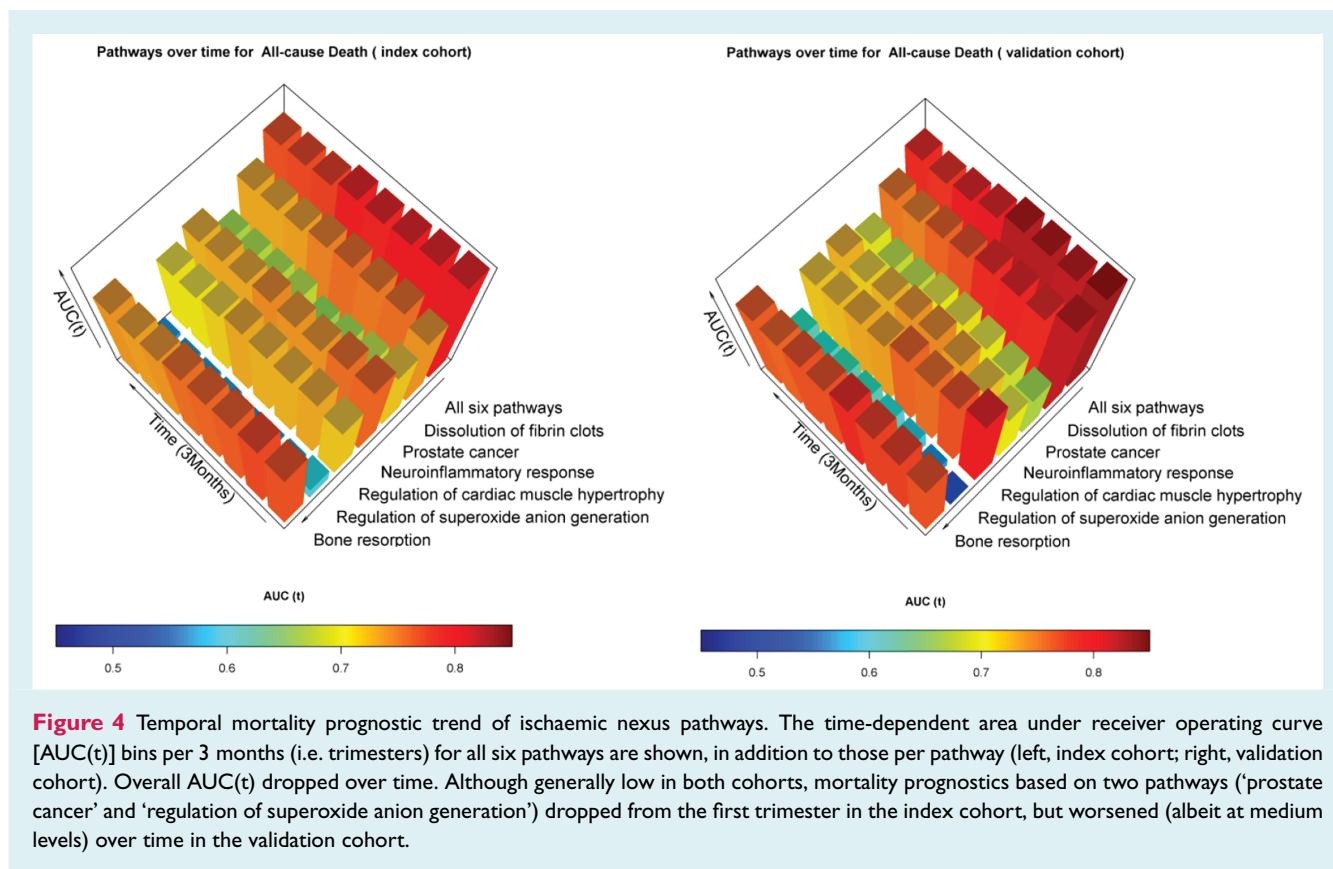 Pathways over time for All-cause Death ( index cohort)
Pathways over time for All-cause Death ( validation cohort)
AUC(t)
Time (3Months)
All six pathways
Dissolution of fibrin clots
Prostate cancer
Neuroinflammatory response
Regulation of cardiac muscle hypertrophy
Regulation of superoxide anion generation
Bone resorption
AUC(t)
Time (3Months)
All six pathways
Dissolution of fibrin clots
Prostate cancer
Neuroinflammatory response
Regulation of cardiac muscle hypertrophy
Regulation of superoxide anion generation
Bone resorption
AUC (t)
0.5 0.6 0.7 0.8
AUC (t)
0.5 0.6 0.7 0.8
Figure 4 Temporal mortality prognostic trend of ischaemic nexus pathways. The time-dependent area under receiver operating curve
[AUC(t)] bins per 3 months (i.e. trimesters) for all six pathways are shown, in addition to those per pathway (left, index cohort; right, validation
cohort). Overall AUC(t) dropped over time. Although generally low in both cohorts, mortality prognostics based on two pathways (‘prostate
cancer’ and ‘regulation of superoxide anion generation’) dropped from the first trimester in the index cohort, but worsened (albeit at medium
levels) over time in the validation cohort.